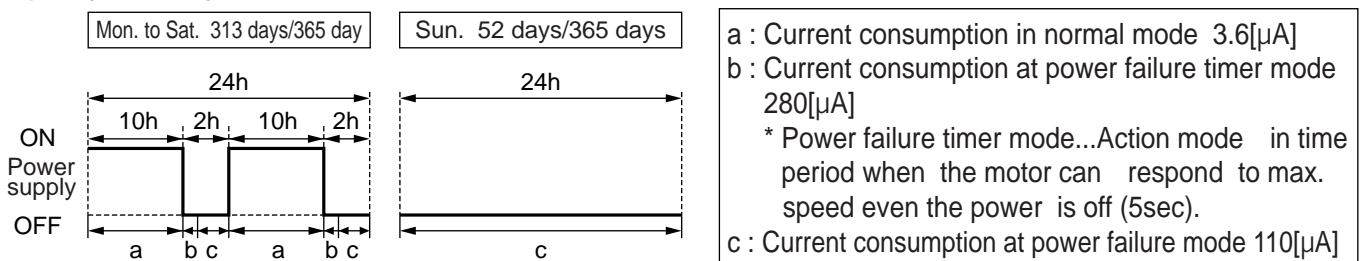 Mon. to Sat. 313 days/365 day
Sun. 52 days/365 days
24h
24h
10h 2h 10h 2h
ON
Power
supply
OFF
a b c a b c
c
a : Current consumption in normal mode 3.6[μA]
b : Current consumption at power failure timer mode
280[μA]
* Power failure timer mode...Action mode in time
period when the motor can respond to max.
speed even the power is off (5sec).
c : Current consumption at power failure mode 110[μA]